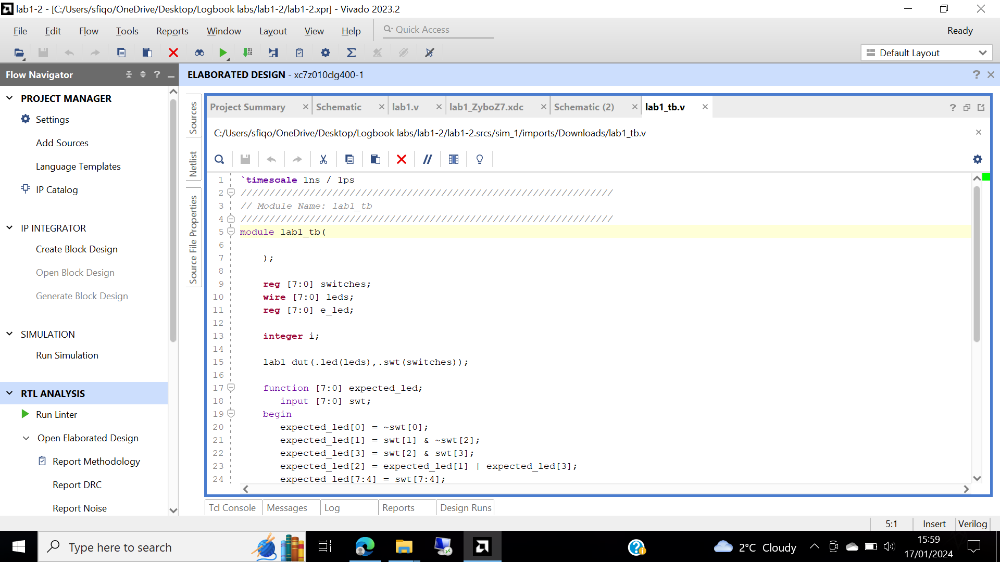 lab1-2 - [C:/Users/sfiqo/OneDrive/Desktop/Logbook labs/lab1-2/lab1-2.xpr] - Vivado 2023.2
File Edit Flow Tools Reports Window Layout View Help Quick Access Ready
Default Layout
Flow Navigator
ELABORATED DESIGN - xc7z010clg400-1
PROJECT MANAGER
Settings
Add Sources
Language Templates
IP Catalog
IP INTEGRATOR
Create Block Design
Open Block Design
Generate Block Design
SIMULATION
Run Simulation
RTL ANALYSIS
Run Linter
Open Elaborated Design
Report Methodology
Report DRC
Report Noise
Sources
Netlist
Source File Properties
Project Summary Schematic lab1.v lab1_ZyboZ7.xdc Schematic (2) lab1_tb.v
C:/Users/sfiqo/OneDrive/Desktop/Logbook labs/lab1-2/lab1-2.srcs/sim_1/imports/Downloads/lab1_tb.v
1 `timescale 1ns / 1ps
2 //////////////////////////////////////////////////////////////////
3 // Module Name: lab1_tb
4 //////////////////////////////////////////////////////////////////
5 module lab1_tb(
6
7 );
8
9 reg [7:0] switches;
10 wire [7:0] leds;
11 reg [7:0] e_led;
12
13 integer i;
14
15 lab1 dut(.led(leds),.swt(switches));
16
17 function [7:0] expected_led;
18 input [7:0] swt;
19 begin
20 expected_led[0] = ~swt[0];
21 expected_led[1] = swt[1] & ~swt[2];
22 expected_led[3] = swt[2] & swt[3];
23 expected_led[2] = expected_led[1] | expected_led[3];
24 expected_led[7:4] = swt[7:4];
Tcl Console Messages Log Reports Design Runs
5:1 Insert Verilog
Type here to search
2°C Cloudy
15:59
17/01/2024